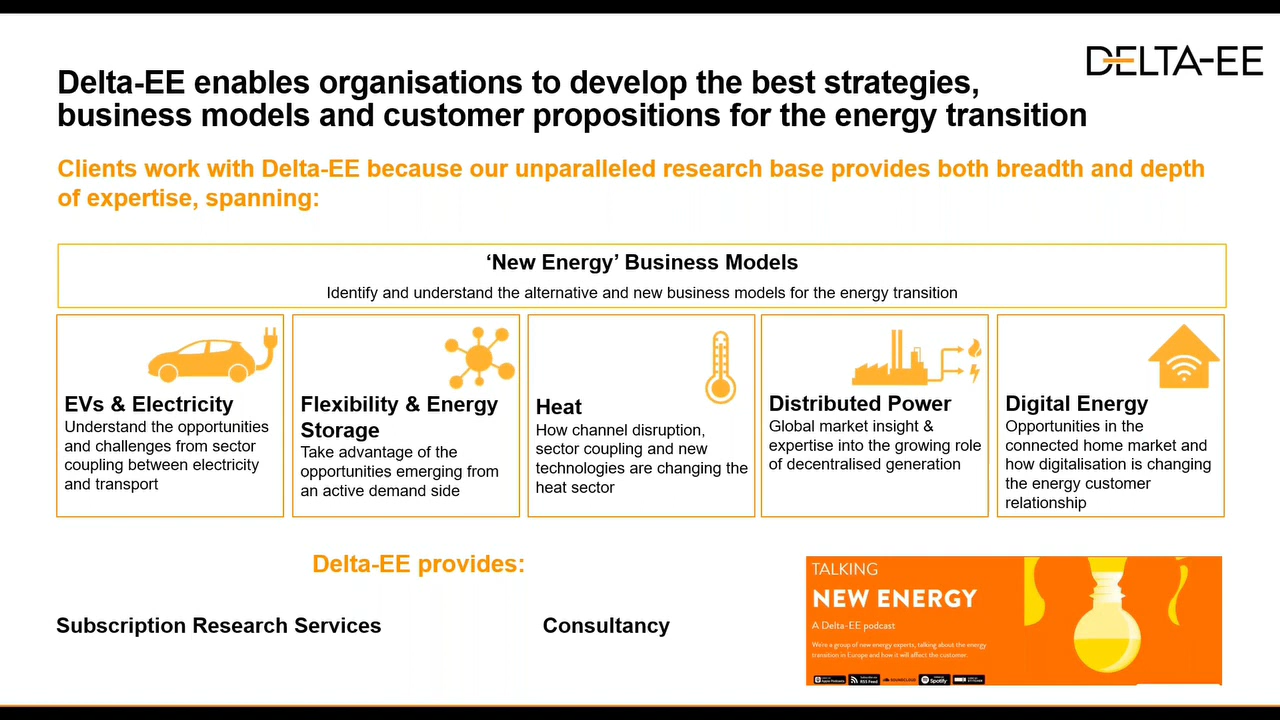 DELTA-EE
Delta-EE enables organisations to develop the best strategies,
business models and customer propositions for the energy transition
Clients work with Delta-EE because our unparalleled research base provides both breadth and depth
of expertise, spanning:
‘New Energy’ Business Models
Identify and understand the alternative and new business models for the energy transition
EVs & Electricity
Understand the opportunities
and challenges from sector
coupling between electricity
and transport
Flexibility & Energy
Storage
Take advantage of the
opportunities emerging from
an active demand side
Heat
How channel disruption,
sector coupling and new
technologies are changing the
heat sector
Distributed Power
Global market insight &
expertise into the growing role
of decentralised generation
Digital Energy
Opportunities in the
connected home market and
how digitalisation is changing
the energy customer
relationship
Delta-EE provides:
Subscription Research Services
Consultancy
TALKING
NEW ENERGY
A Delta-EE podcast
We're a group of new energy experts, talking about the energy
transition in Europe and how it will affect the customer.
Apple Podcasts
RSS Feed
SOUNDCLOUD
Spotify
STITCHER